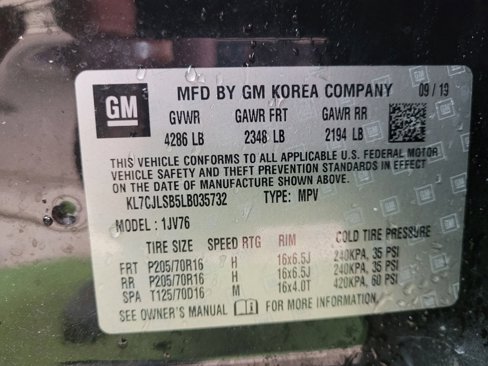 GM
MFD BY GM KOREA COMPANY 09/19
GVWR GAWR FRT GAWR RR
4286 LB 2348 LB 2194 LB
THIS VEHICLE CONFORMS TO ALL APPLICABLE U.S. FEDERAL MOTOR
VEHICLE SAFETY AND THEFT PREVENTION STANDARDS IN EFFECT
ON THE DATE OF MANUFACTURE SHOWN ABOVE.
KL7CJLSB5LB035732 TYPE: MPV
MODEL: 1JV76
TIRE SIZE SPEED RTG RIM COLD TIRE PRESSURE
FRT P205/70R16 H 16x6.5J 240KPA, 35 PSI
RR P205/70R16 H 16x6.5J 240KPA, 35 PSI
SPA T125/70D16 M 16x4.0T 420KPA, 60 PSI
SEE OWNER'S MANUAL FOR MORE INFORMATION.